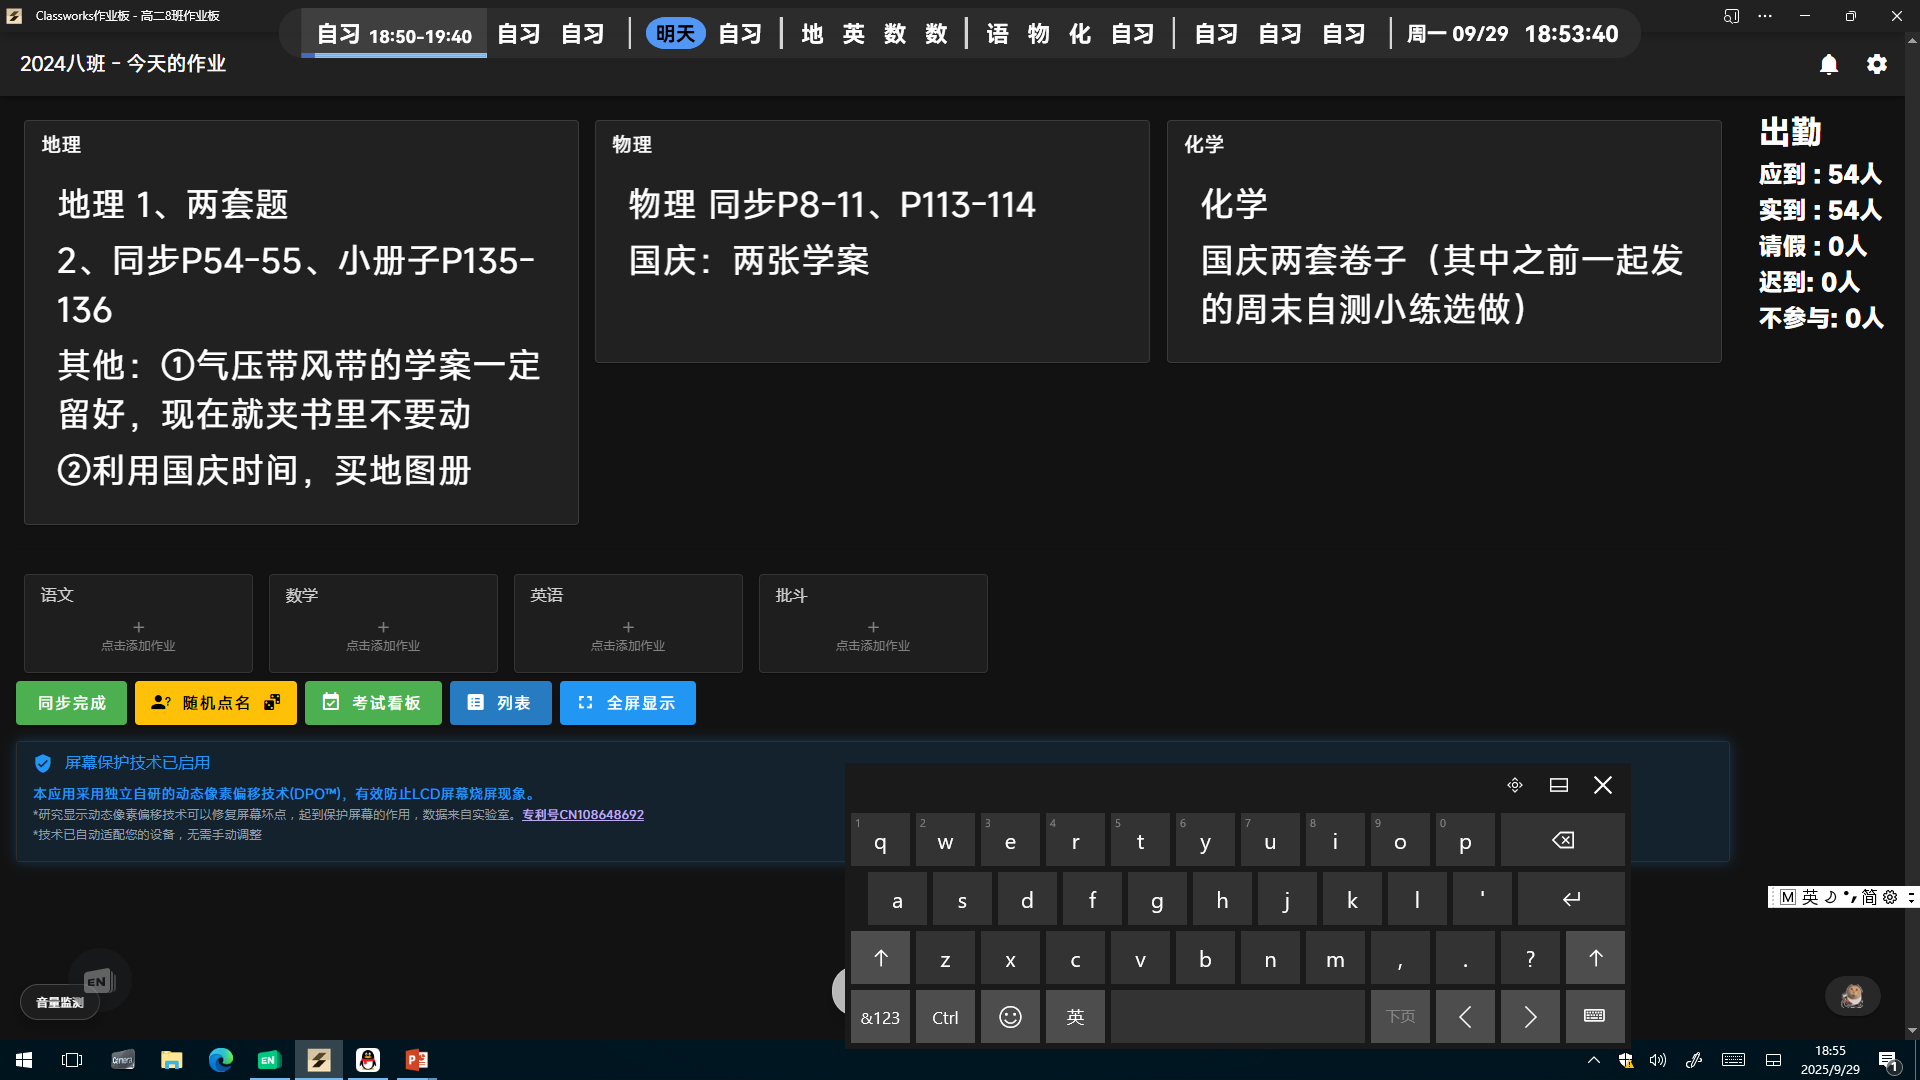 Classworks作业板 - 高二8班作业板
自习 18:50-19:40 自习 自习 | 明天 自习 | 地 英 数 数 | 语 物 化 自习 | 自习 自习 自习 | 周一 09/29 18:53:40
2024八班 - 今天的作业
地理
地理 1、两套题
2、同步P54-55、小册子P135-
136
其他：①气压带风带的学案一定
留好，现在就夹书里不要动
②利用国庆时间，买地图册
物理
物理 同步P8-11、P113-114
国庆：两张学案
化学
化学
国庆两套卷子（其中之前一起发
的周末自测小练选做）
出勤
应到 : 54人
实到 : 54人
请假 : 0人
迟到: 0人
不参与: 0人
语文
+
点击添加作业
数学
+
点击添加作业
英语
+
点击添加作业
批斗
+
点击添加作业
同步完成
随机点名
考试看板
列表
全屏显示
屏幕保护技术已启用
本应用采用独立自研的动态像素偏移技术(DPO™)，有效防止LCD屏幕烧屏现象。
*研究显示动态像素偏移技术可以修复屏幕坏点，起到保护屏幕的作用，数据来自实验室。专利号CN108648692
*技术已自动适配您的设备，无需手动调整
1 q 2 w 3 e 4 r 5 t 6 y 7 u 8 i 9 o 0 p
a s d f g h j k l '
z x c v b n m , . ?
&123 Ctrl 英 下页
M 英 简
EN
音量监测
Camera
EN
18:55
2025/9/29
1